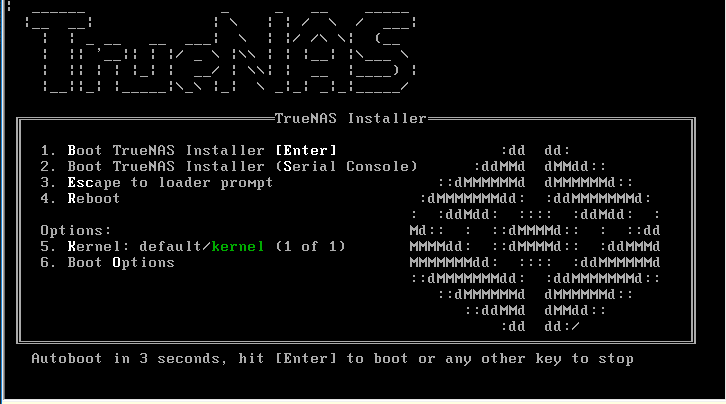 TrueNAS
TrueNAS Installer
1. Boot TrueNAS Installer [Enter]
2. Boot TrueNAS Installer (Serial Console)
3. Escape to loader prompt
4. Reboot
Options:
5. Kernel: default/kernel (1 of 1)
6. Boot Options
Autoboot in 3 seconds, hit [Enter] to boot or any other key to stop